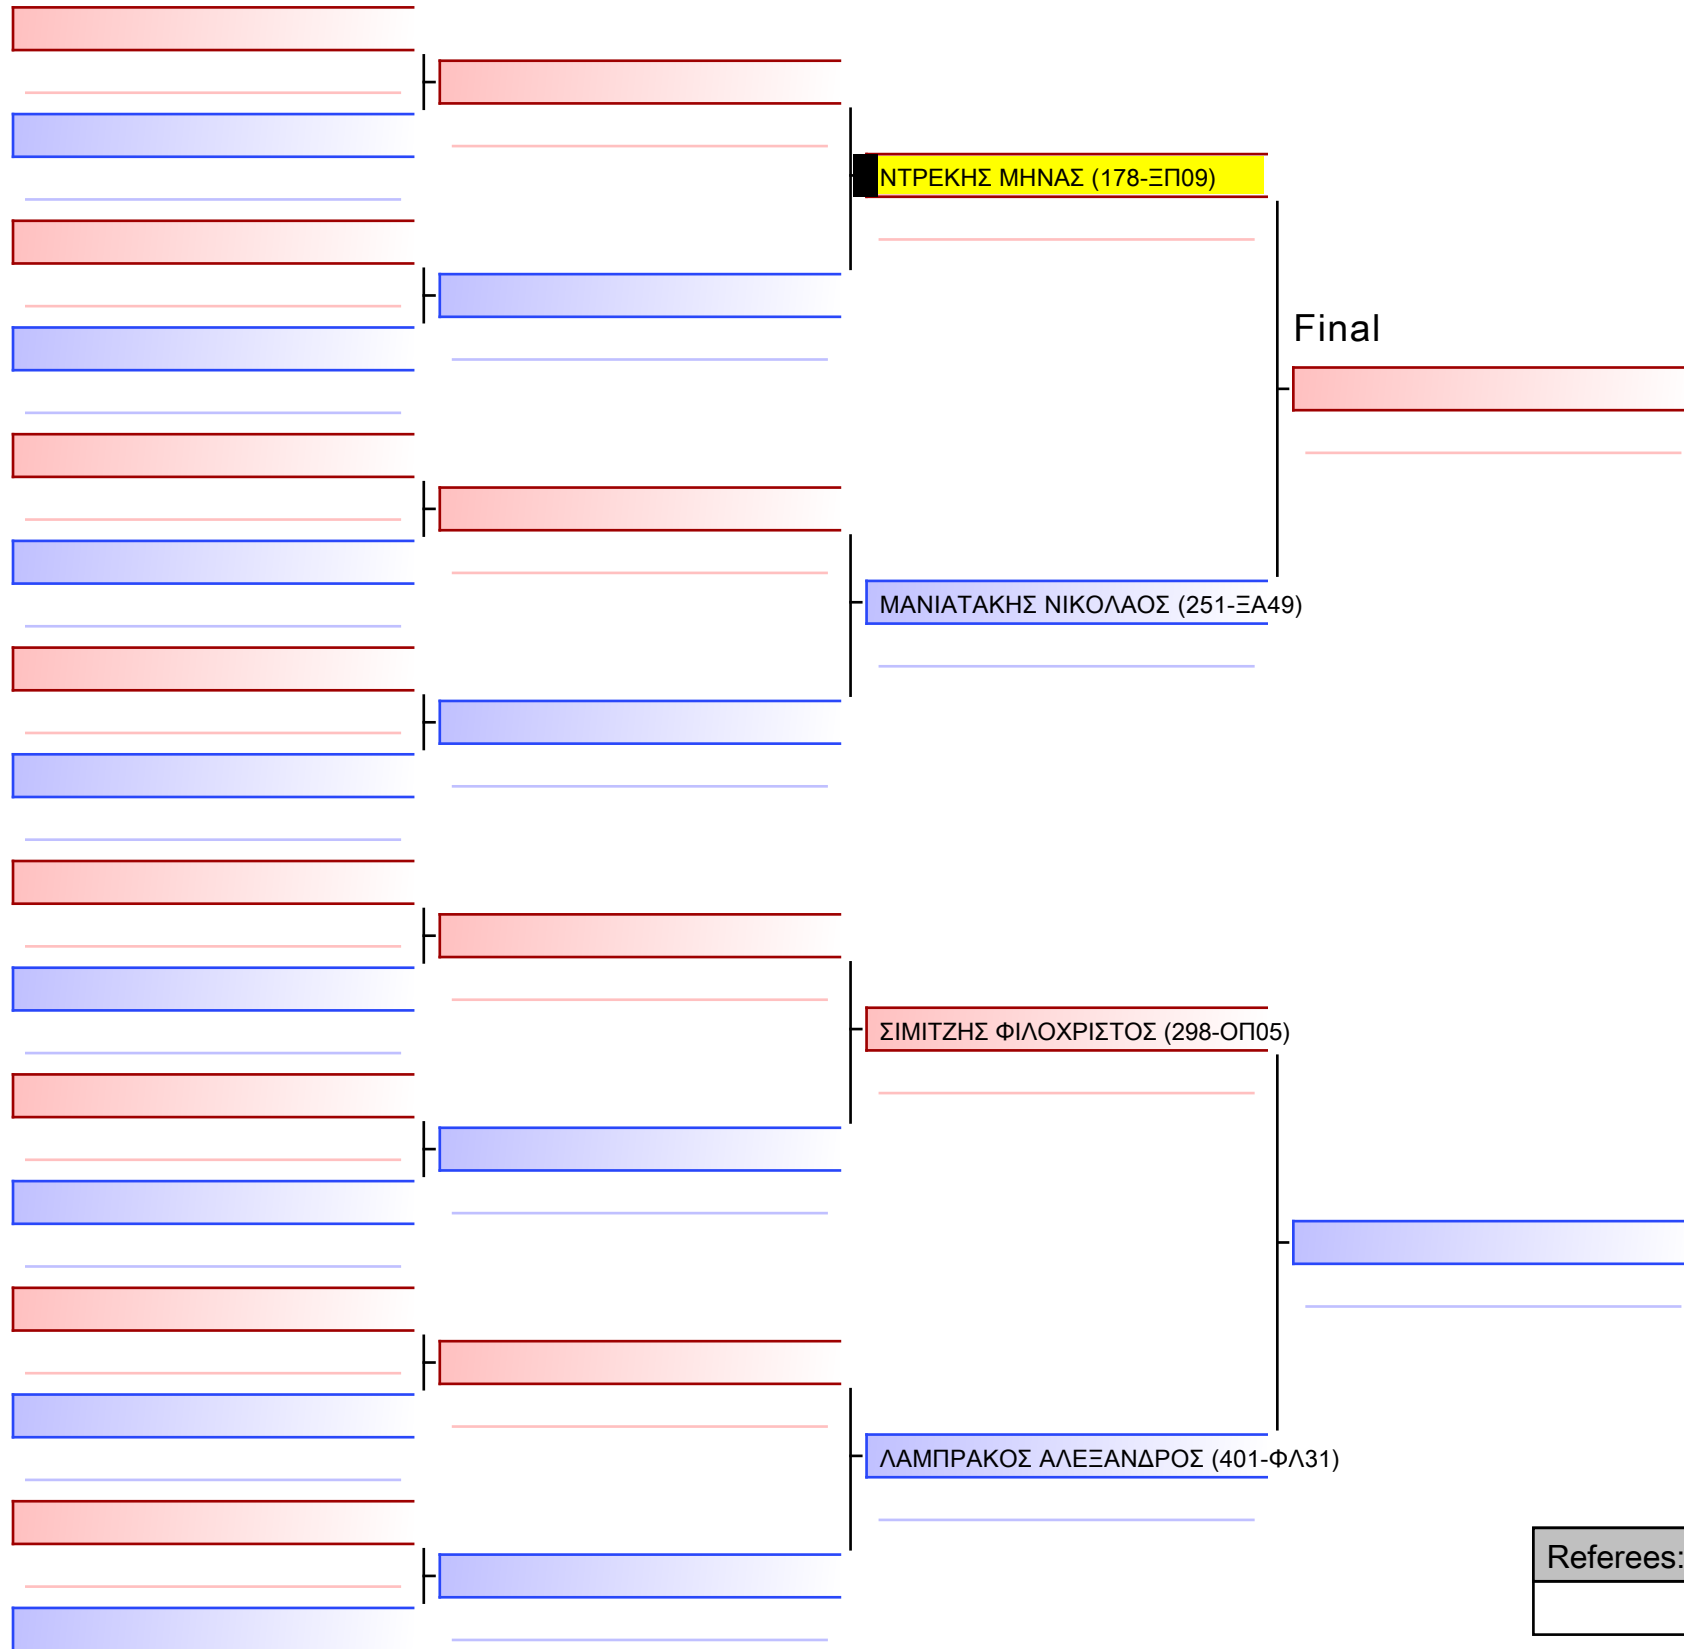 ΝΤΡΕΚΗΣ ΜΗΝΑΣ (178-ΞΠ09)
Final
ΜΑΝΙΑΤΑΚΗΣ ΝΙΚΟΛΑΟΣ (251-ΞΑ49)
ΣΙΜΙΤΖΗΣ ΦΙΛΟΧΡΙΣΤΟΣ (298-ΟΠ05)
ΛΑΜΠΡΑΚΟΣ ΑΛΕΞΑΝΔΡΟΣ (401-ΦΛ31)
Referees: